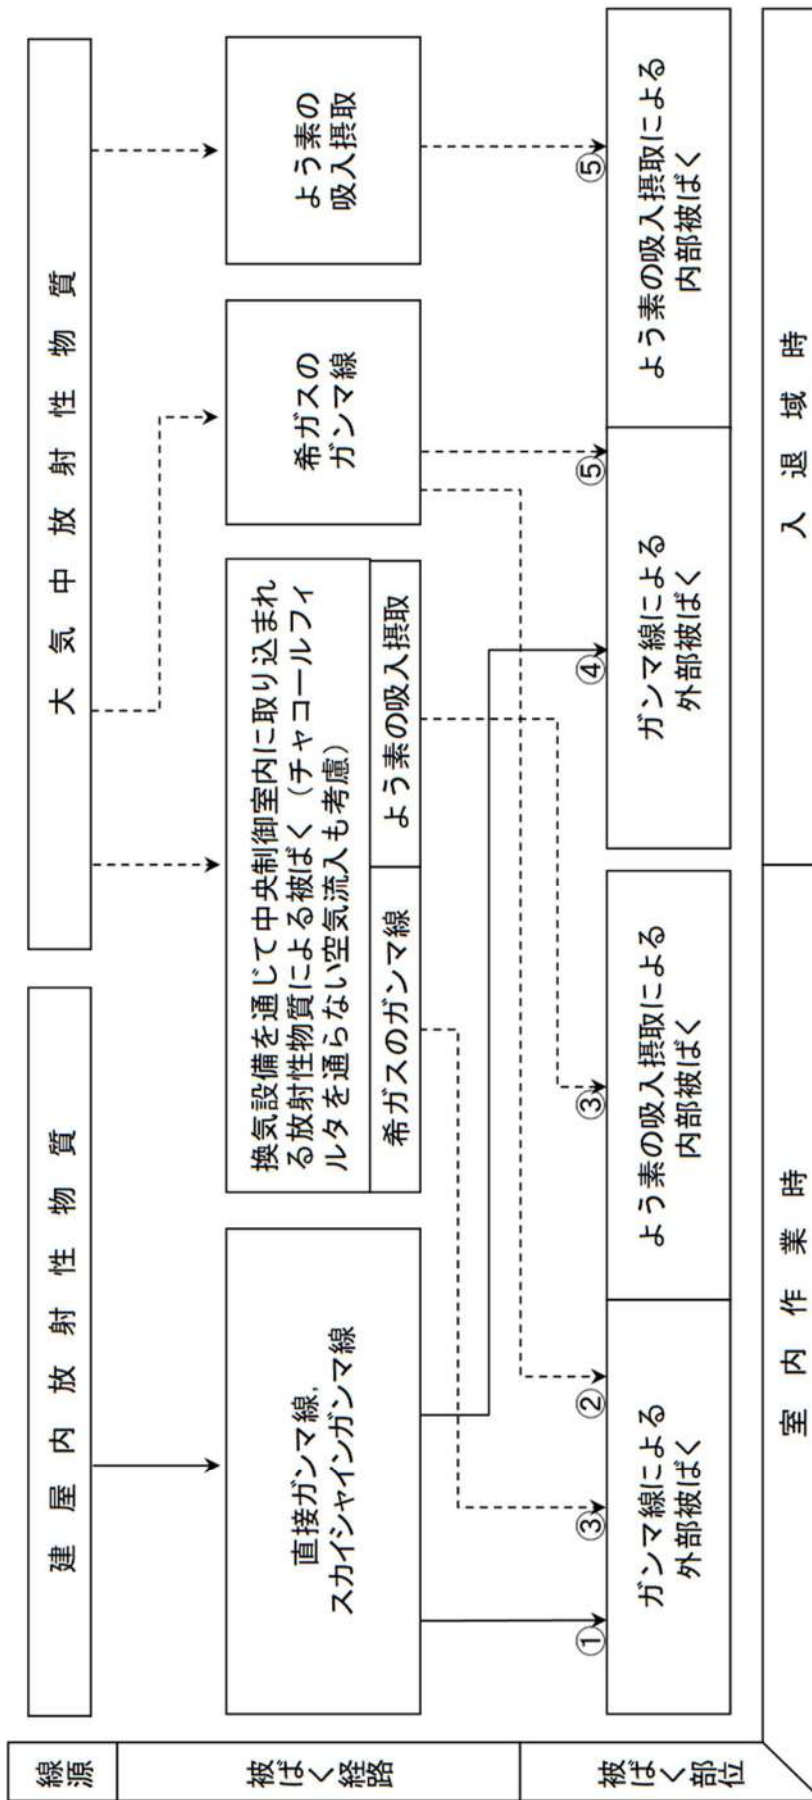 線源
建屋内放射性物質
大気中放射性物質
被ばく経路
直接ガンマ線,
スカイシャインガンマ線
換気設備を通じて中央制御室内に取り込まれ
る放射性物質による被ばく(チャコールフィ
ルタを通らない空気流入も考慮)
希ガスのガンマ線
よう素の吸入摂取
希ガスの
ガンマ線
よう素の
吸入摂取
被ばく部位
①
③
②
③
④
⑤
⑤
ガンマ線による
外部被ばく
よう素の吸入摂取による
内部被ばく
ガンマ線による
外部被ばく
よう素の吸入摂取による
内部被ばく
室内作業時
入退域時